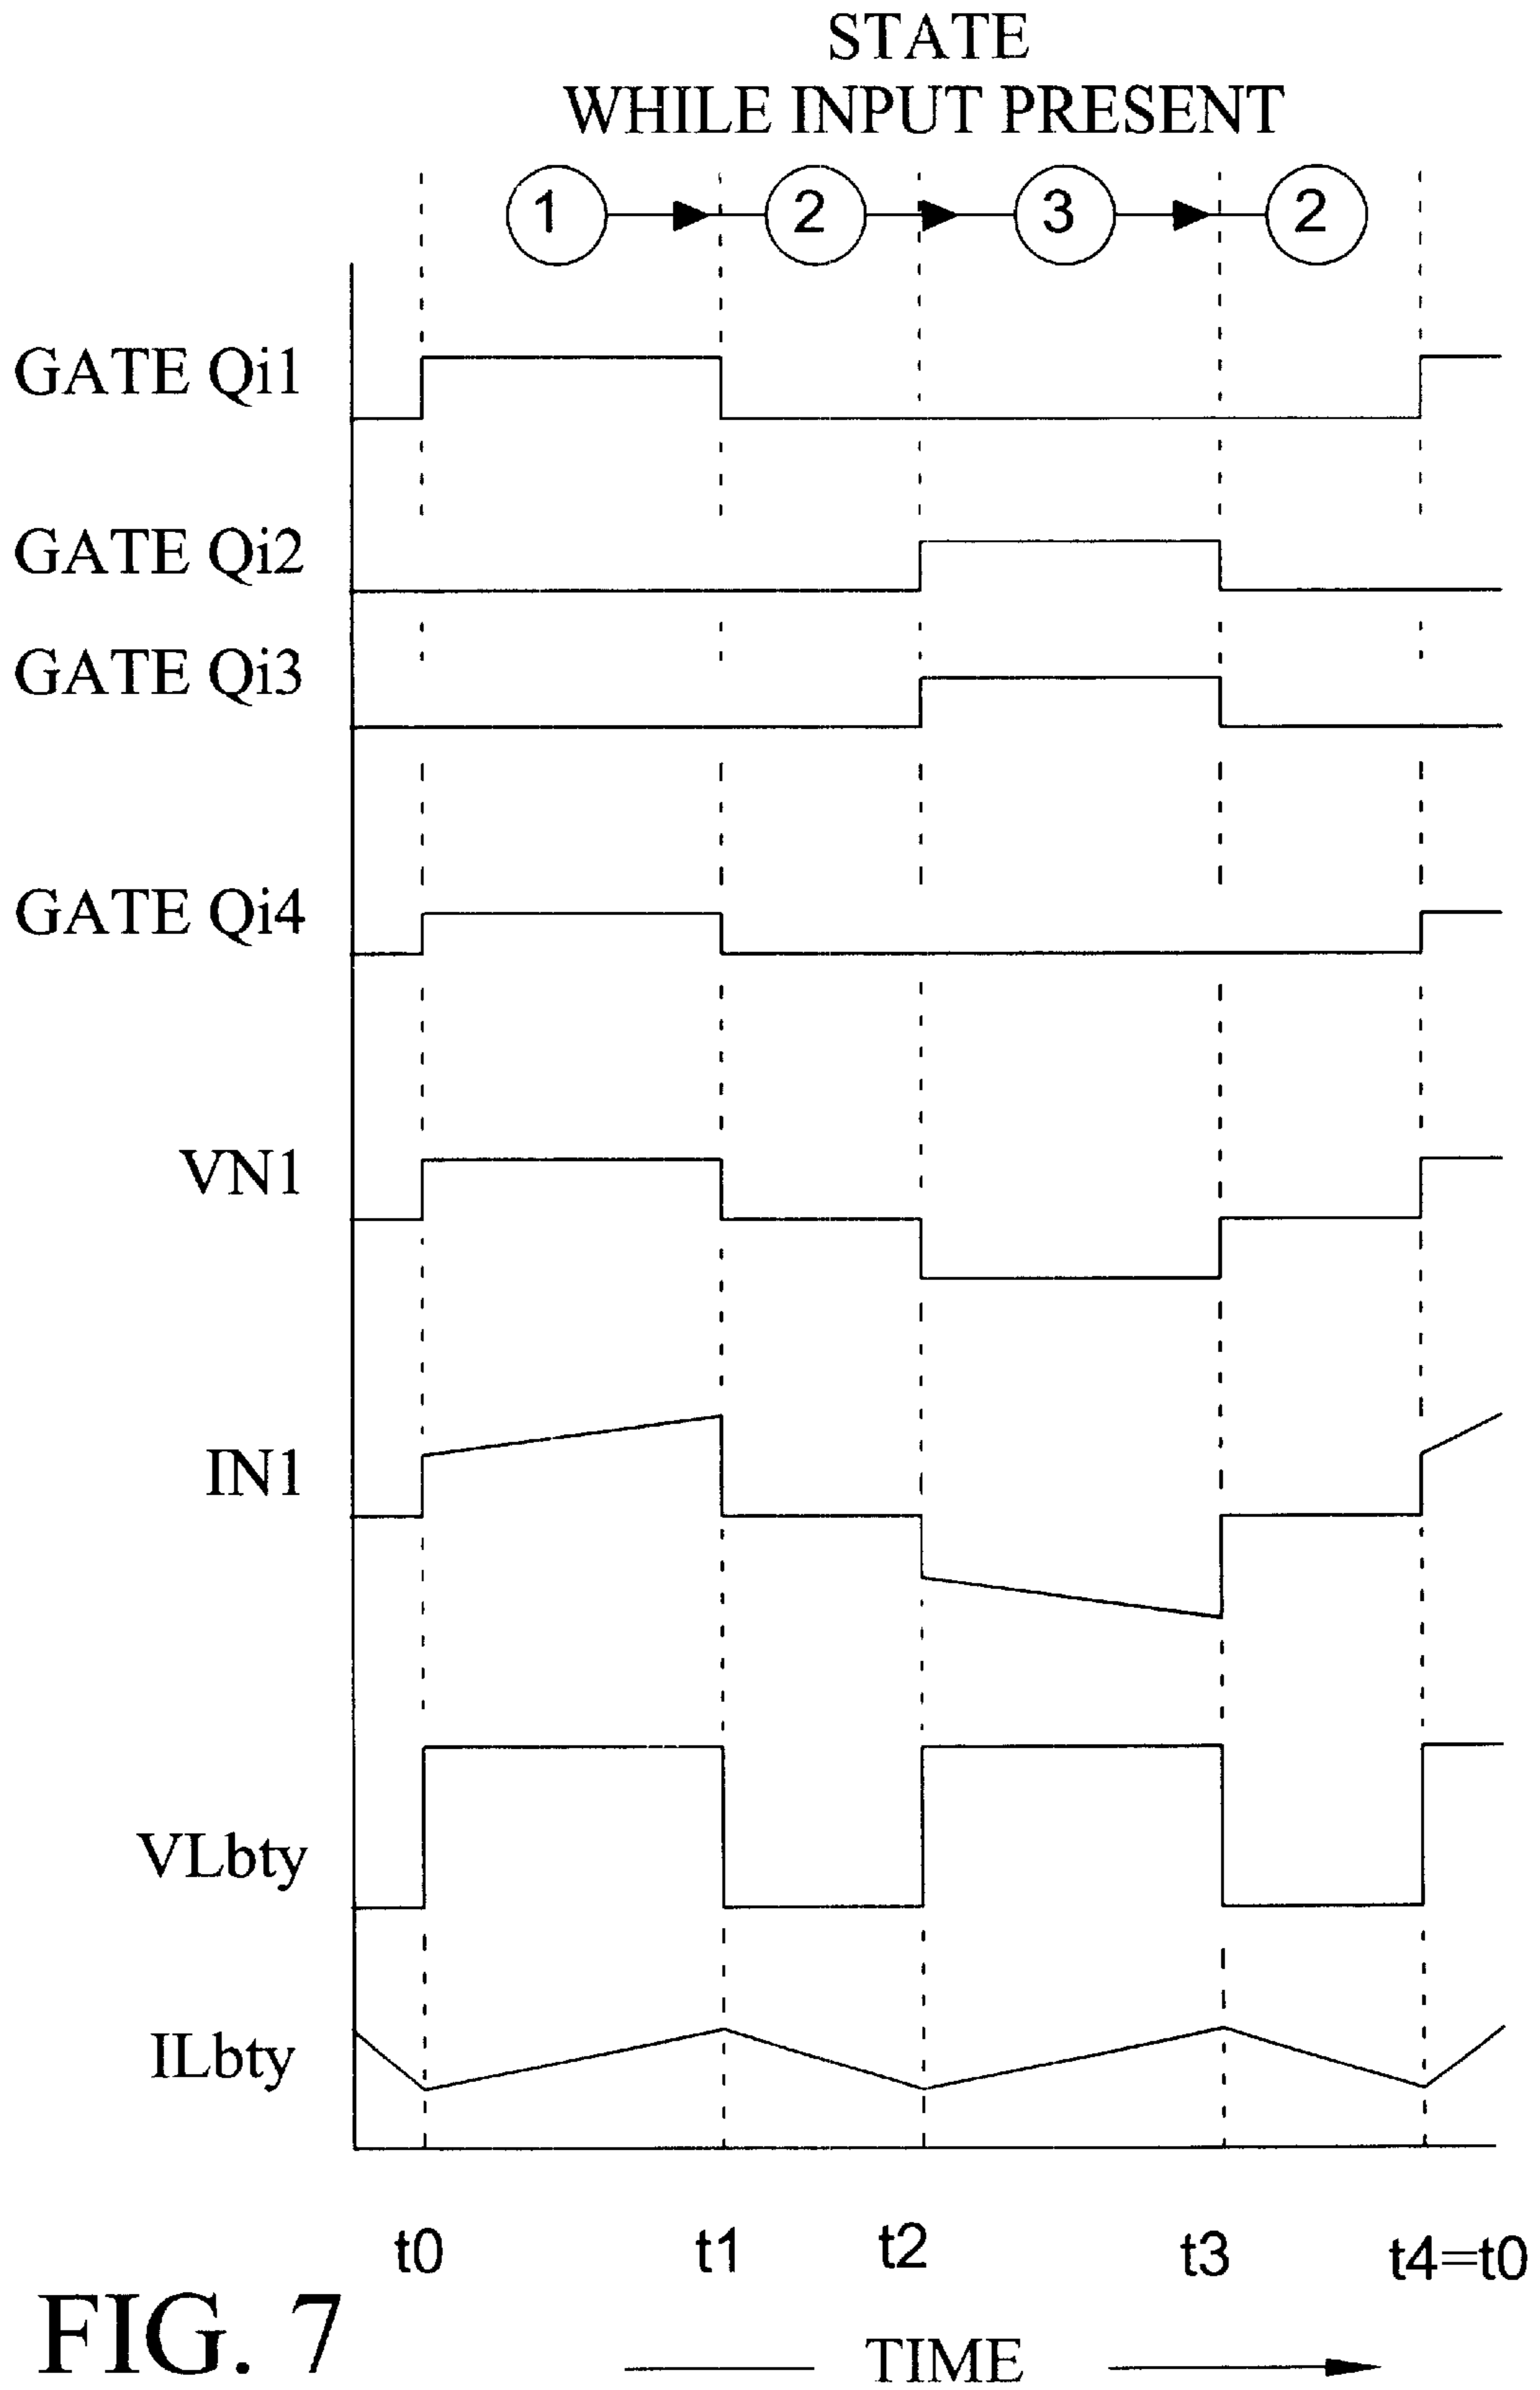 STATE
WHILE INPUT PRESENT
1 2 3 2
GATE Qi1
GATE Qi2
GATE Qi3
GATE Qi4
VN1
IN1
VLbty
ILbty
t0 t1 t2 t3 t4=t0
FIG. 7
TIME